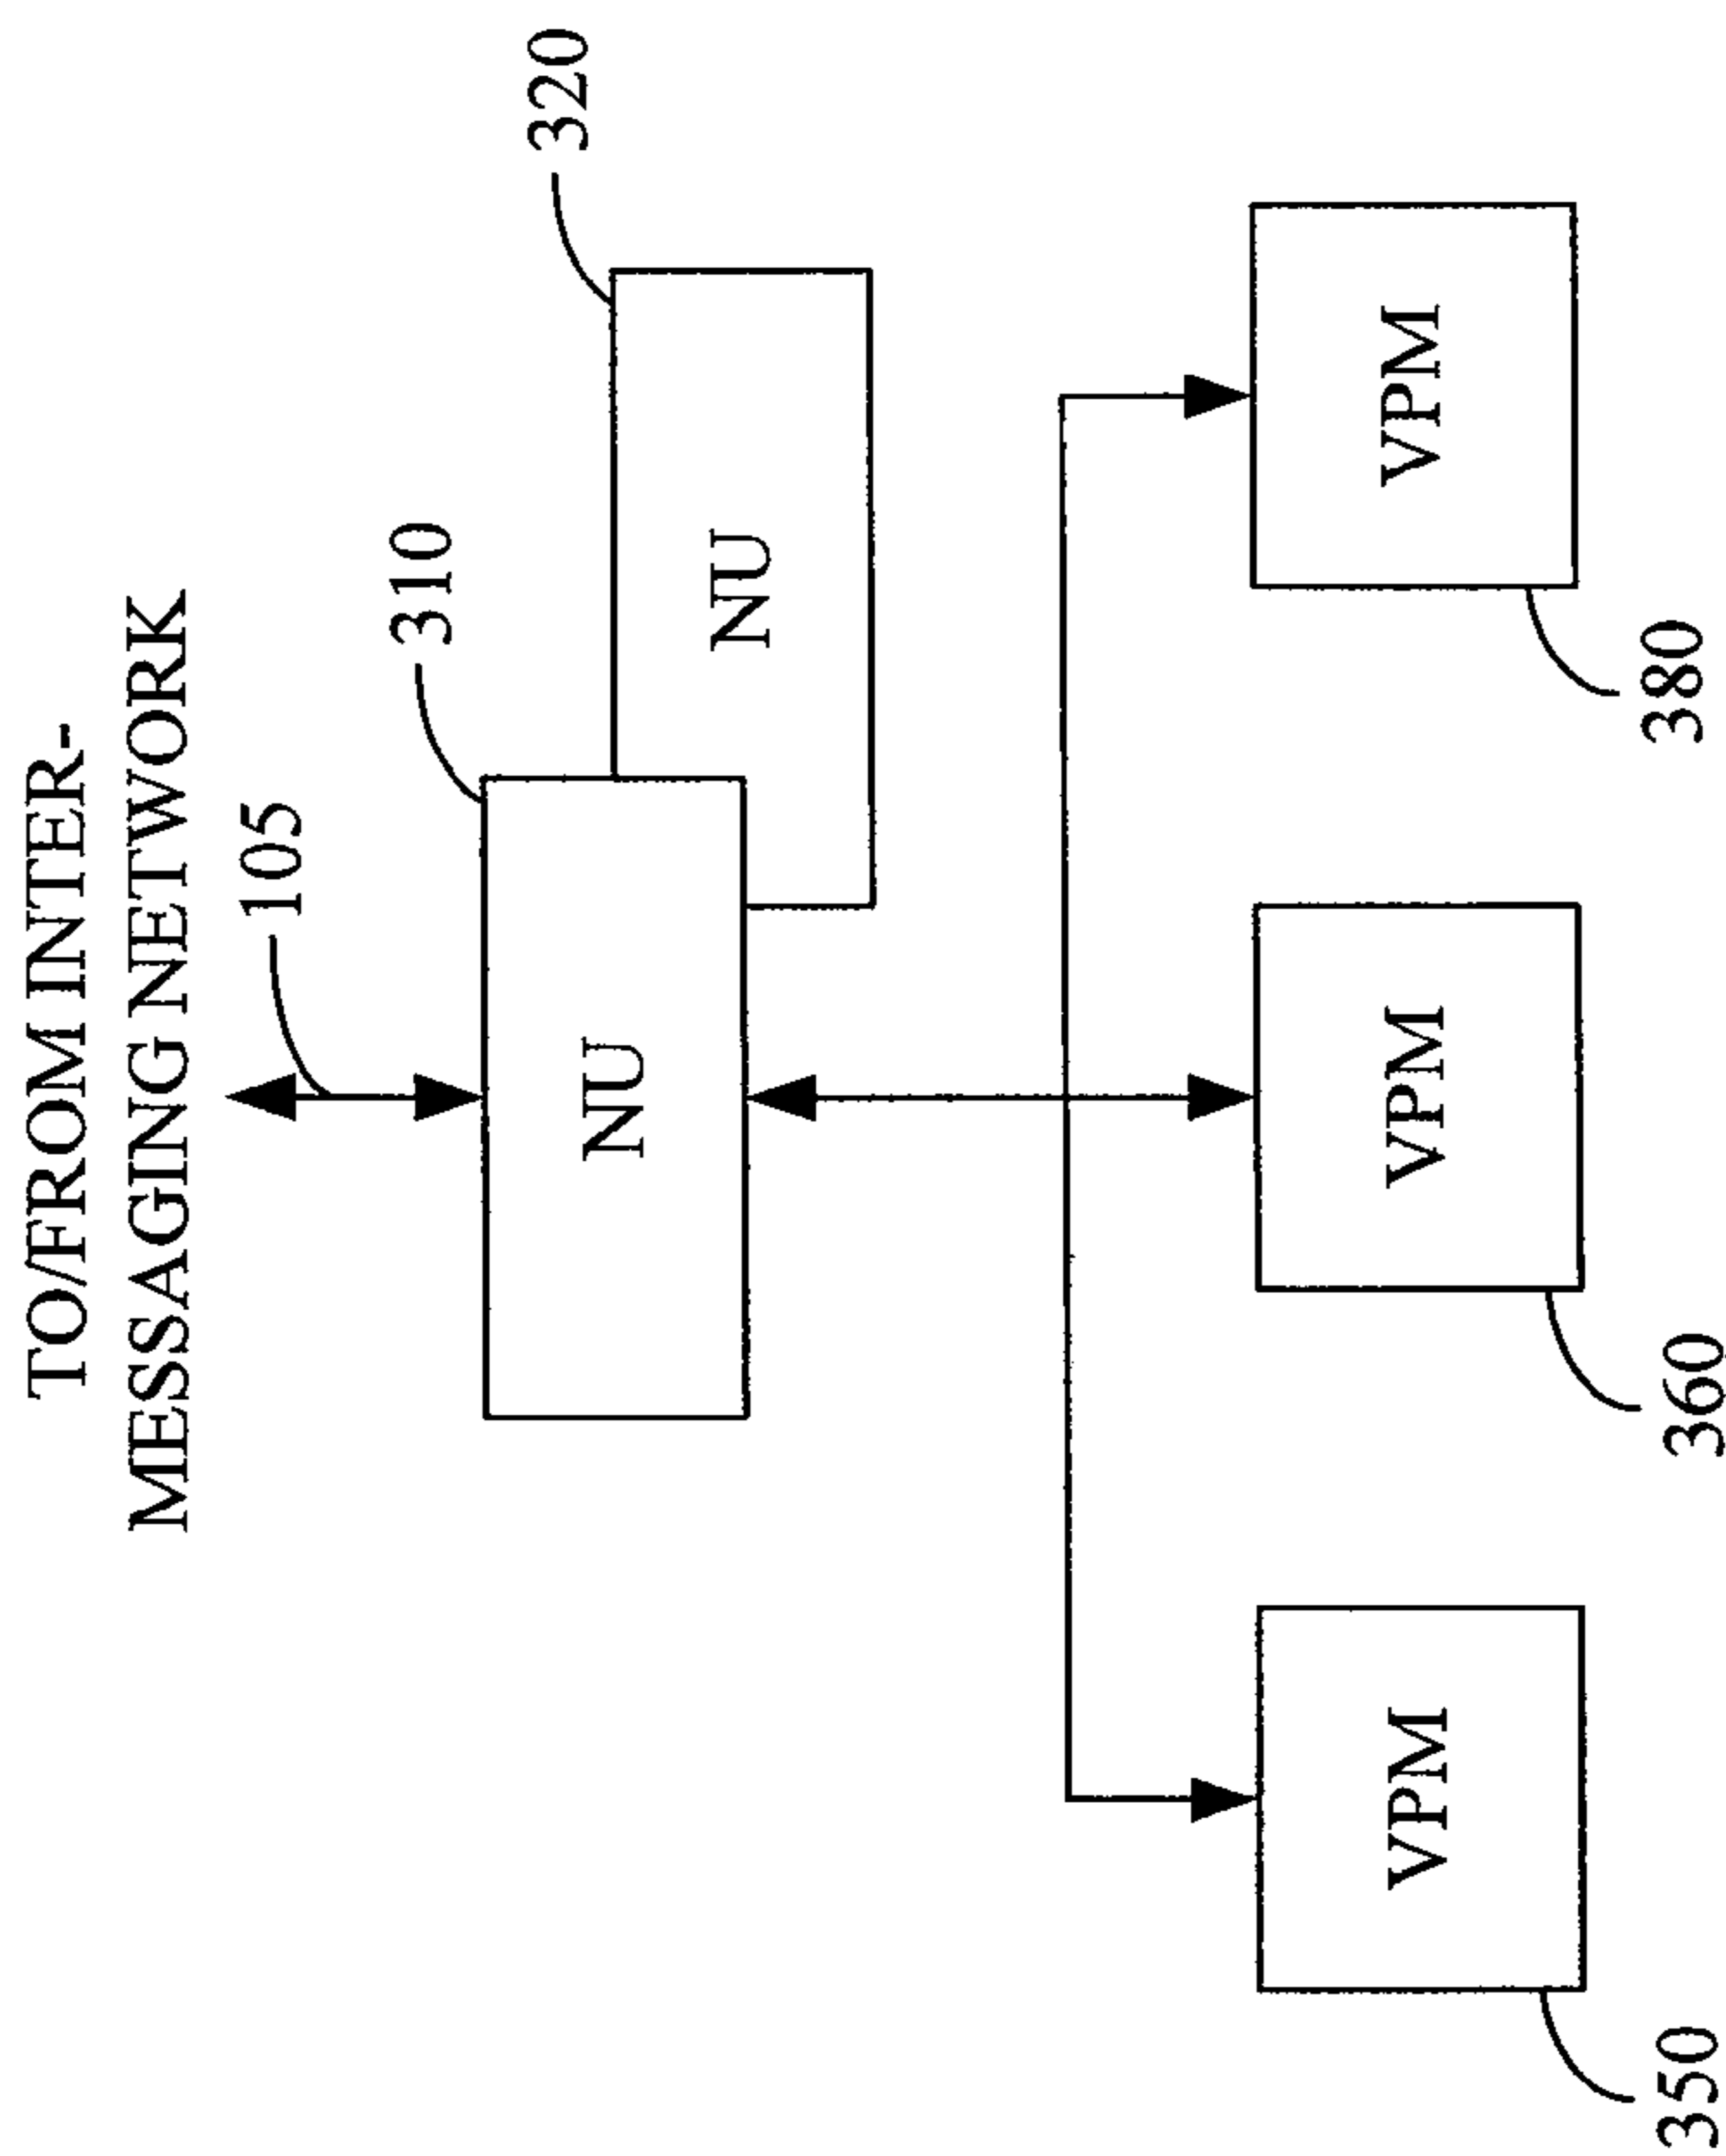 TO/FROM INTER-
MESSAGING NETWORK
105
310
320
NU
NU
VPM
VPM
VPM
350
360
380